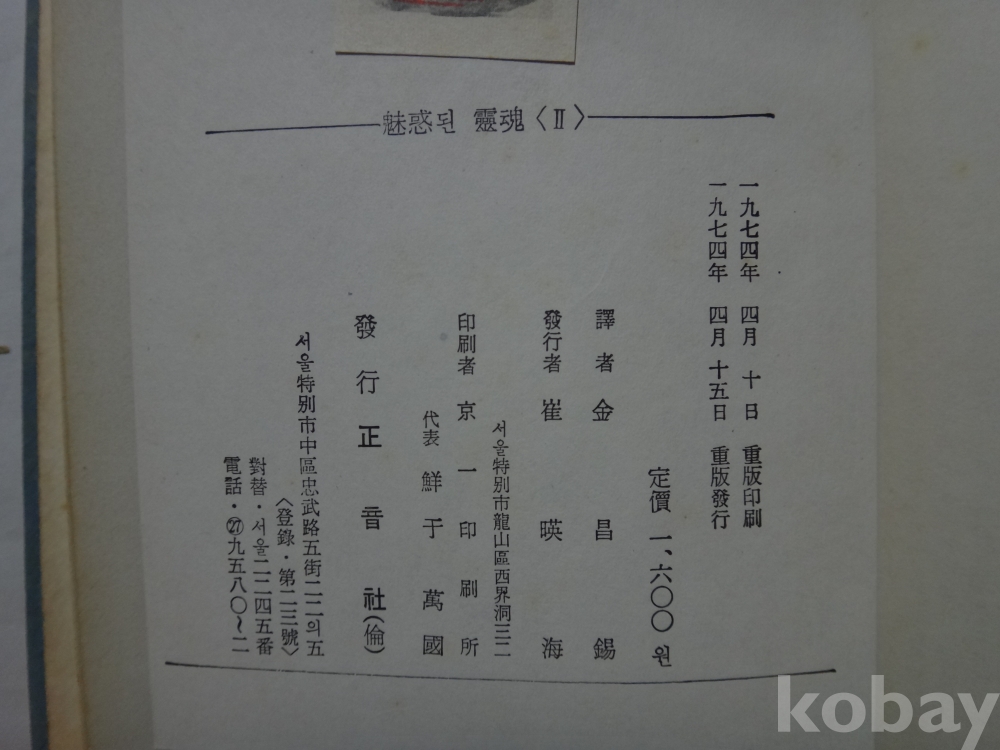 魅惑된 靈魂〈Ⅱ〉
一九七四年 四月 十日 重版印刷
一九七四年 四月 十五日 重版發行
定價 一、六〇〇원
譯者 金昌錫
發行者 崔暎海
서울特別市龍山區西界洞三三二
印刷者 京一印刷所
代表 鮮于萬國
發行 正音社(倫)
서울特別市中區忠武路五街二二의五
〈登錄·第二三號〉
對替·서울二二四五番
電話·㉗九五八〇~二
kobay